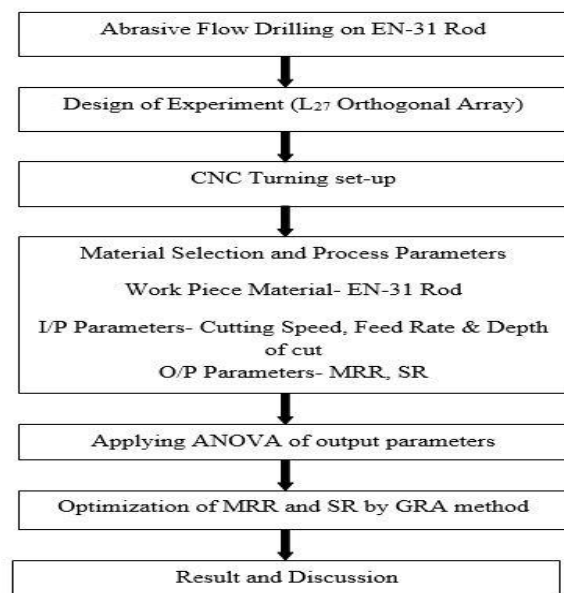 Abrasive Flow Drilling on EN-31 Rod
Design of Experiment (L₂₇ Orthogonal Array)
CNC Turning set-up
Material Selection and Process Parameters
Work Piece Material- EN-31 Rod
I/P Parameters- Cutting Speed, Feed Rate & Depth
of cut
O/P Parameters- MRR, SR
Applying ANOVA of output parameters
Optimization of MRR and SR by GRA method
Result and Discussion